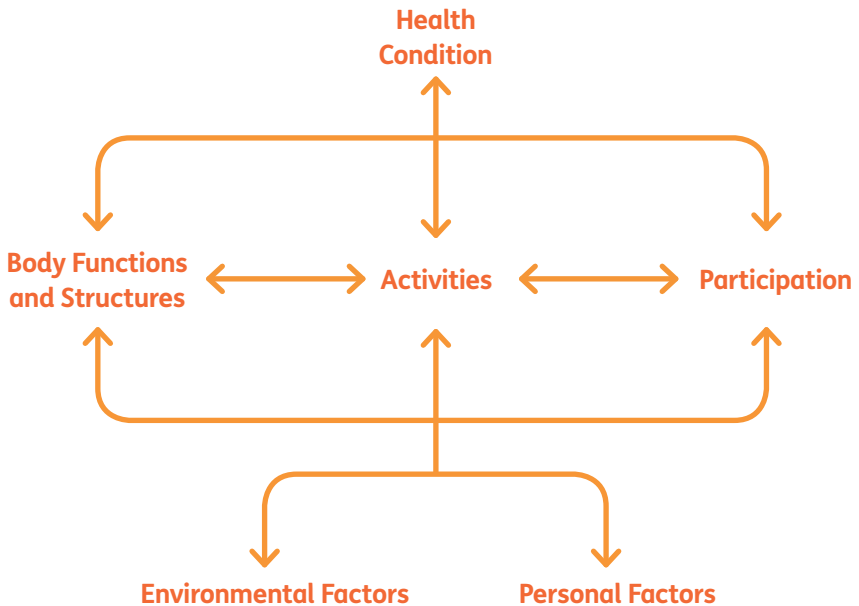 Health
Condition
Body Functions
and Structures
Activities
Participation
Environmental Factors
Personal Factors